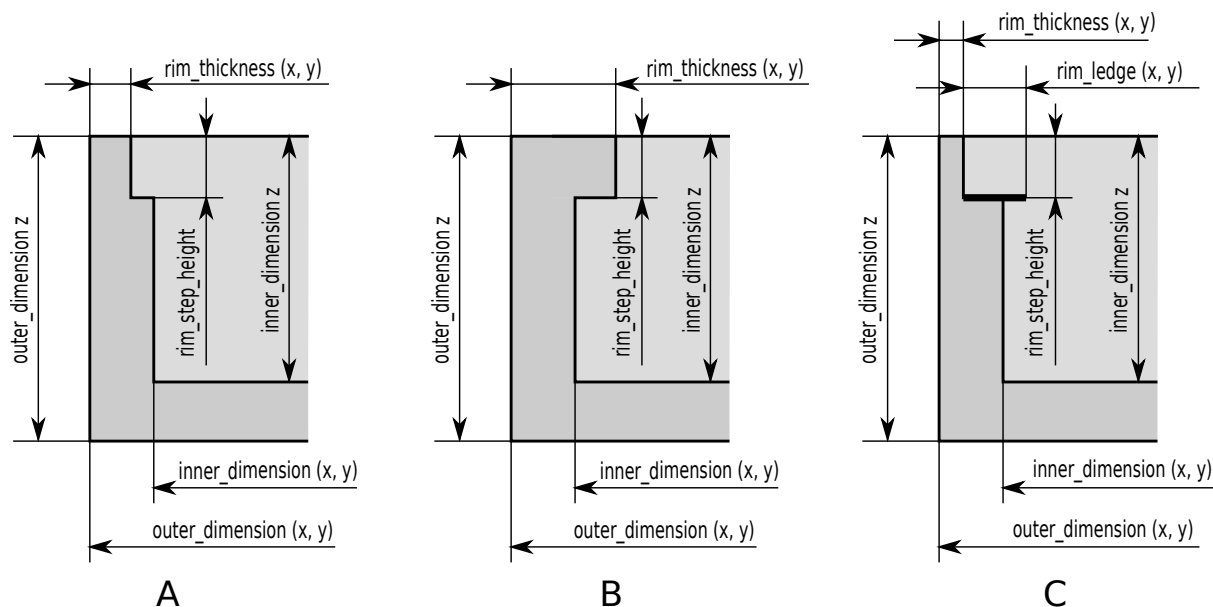 rim_thickness (x, y)
outer_dimension z
rim_step_height
inner_dimension z
inner_dimension (x, y)
outer_dimension (x, y)
A
rim_thickness (x, y)
outer_dimension z
rim_step_height
inner_dimension z
inner_dimension (x, y)
outer_dimension (x, y)
B
rim_thickness (x, y)
rim_ledge (x, y)
outer_dimension z
rim_step_height
inner_dimension z
inner_dimension (x, y)
outer_dimension (x, y)
C